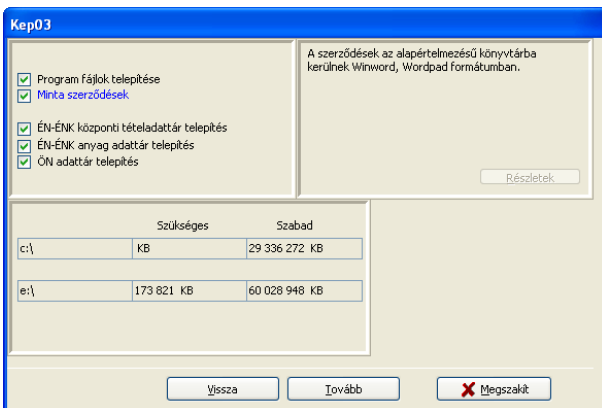 Kep03
Program fájlok telepítése
Minta szerződések
ÉN-ÉNK központi tételadattár telepítés
ÉN-ÉNK anyag adattár telepítés
ÖN adattár telepítés
A szerződések az alapértelmezésű könyvtárba
kerülnek Winword, Wordpad formátumban.
Részletek
Szükséges Szabad
c:\ KB 29 336 272 KB
e:\ 173 821 KB 60 028 948 KB
Vissza Tovább Megszakít